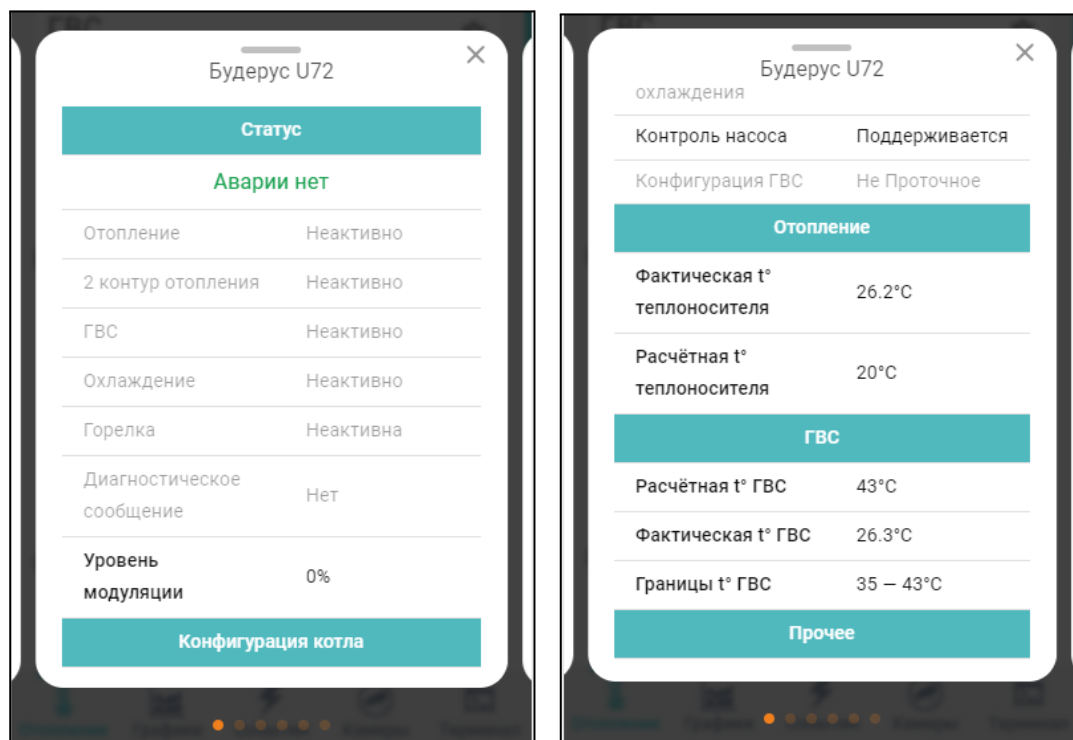 ГВС
Будерус U72
Статус
Аварии нет
Отопление Неактивно
2 контур отопления Неактивно
ГВС Неактивно
Охлаждение Неактивно
Горелка Неактивна
Диагностическое
сообщение
Нет
Уровень
модуляции
0%
Конфигурация котла
Будерус U72
охлаждения
Контроль насоса Поддерживается
Конфигурация ГВС Не Проточное
Отопление
Фактическая t°
теплоносителя
26.2°C
Расчётная t°
теплоносителя
20°C
ГВС
Расчётная t° ГВС 43°C
Фактическая t° ГВС 26.3°C
Границы t° ГВС 35 — 43°C
Прочее